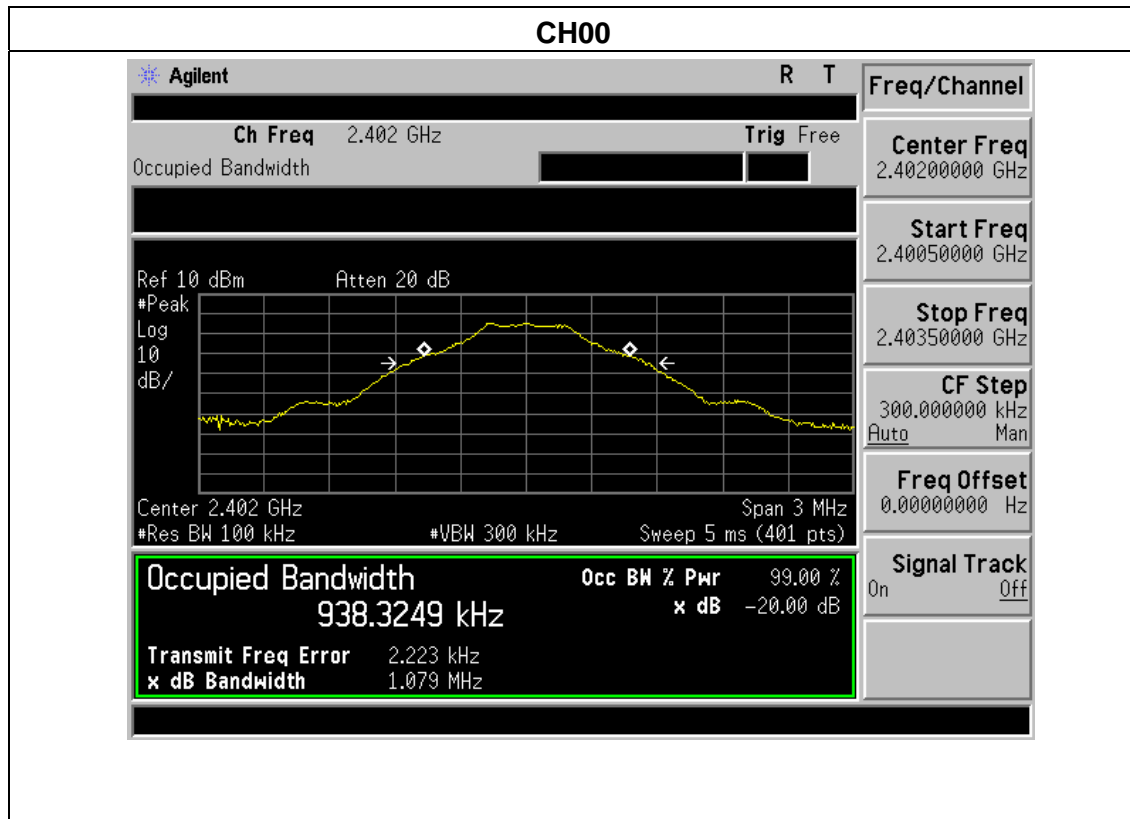 CH00
Agilent R T
Freq/Channel
Ch Freq 2.402 GHz Trig Free
Occupied Bandwidth
Center Freq
2.40200000 GHz
Start Freq
2.40050000 GHz
Stop Freq
2.40350000 GHz
CF Step
300.000000 kHz
Auto Man
Freq Offset
0.00000000 Hz
Signal Track
On Off
Ref 10 dBm Atten 20 dB
#Peak
Log
10
dB/
Center 2.402 GHz Span 3 MHz
#Res BW 100 kHz #VBW 300 kHz Sweep 5 ms (401 pts)
Occupied Bandwidth
938.3249 kHz
Occ BW % Pwr 99.00 %
x dB -20.00 dB
Transmit Freq Error 2.223 kHz
x dB Bandwidth 1.079 MHz